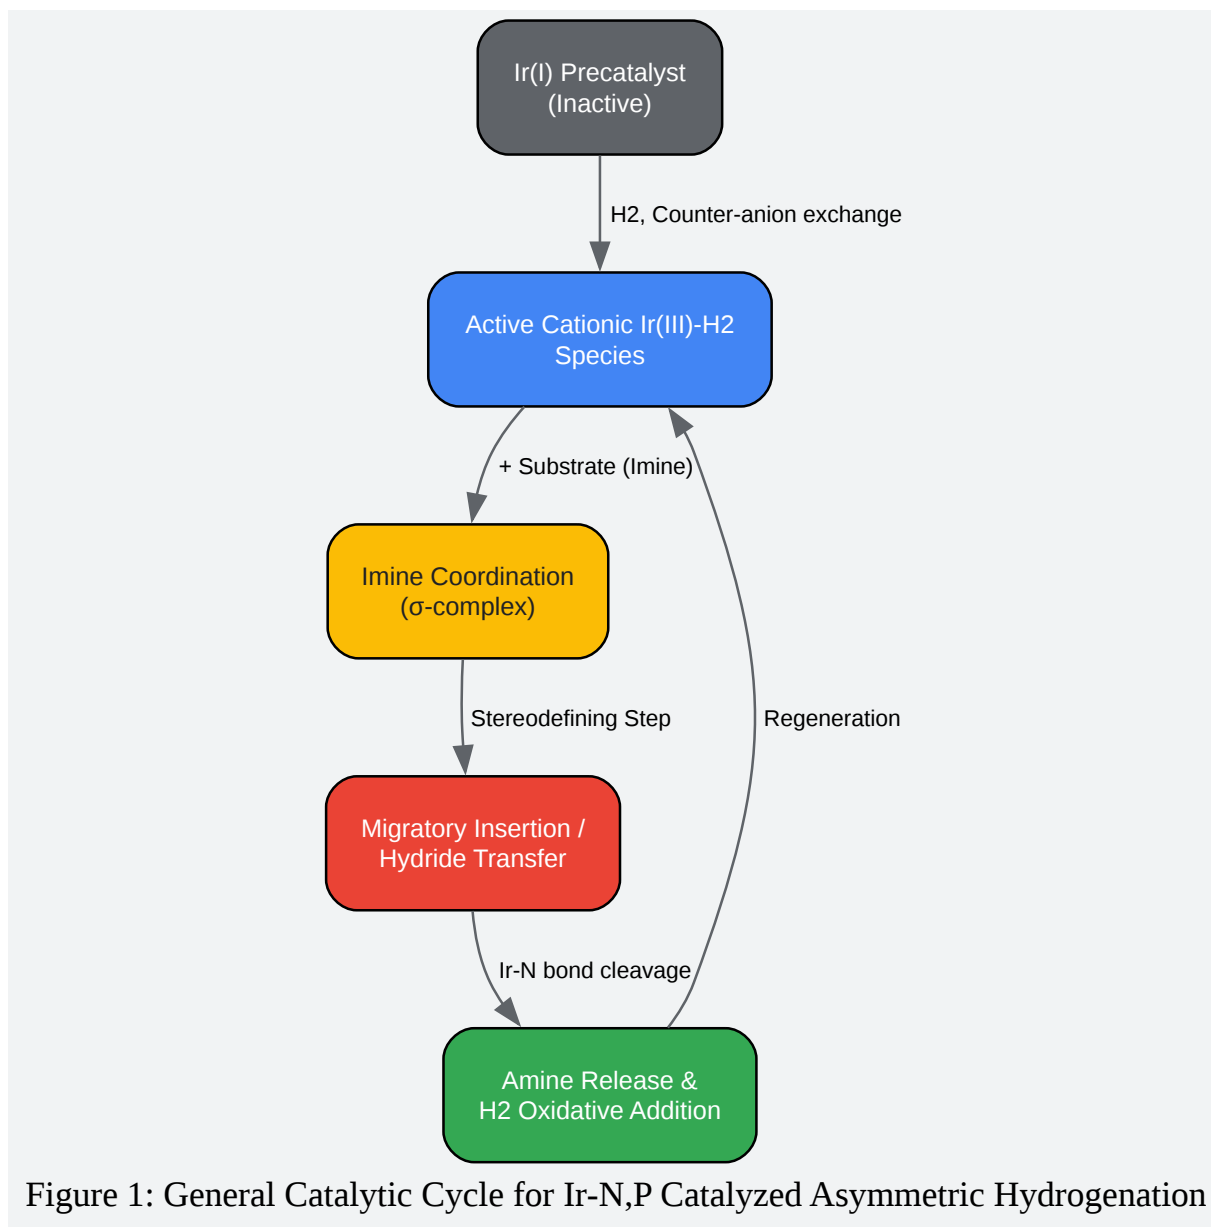 Ir(I) Precatalyst
(Inactive)
H2, Counter-anion exchange
Active Cationic Ir(III)-H2
Species
+ Substrate (Imine)
Imine Coordination
(σ-complex)
Stereodefining Step
Regeneration
Migratory Insertion /
Hydride Transfer
Ir-N bond cleavage
Amine Release &
H2 Oxidative Addition
Figure 1: General Catalytic Cycle for Ir-N,P Catalyzed Asymmetric Hydrogenation